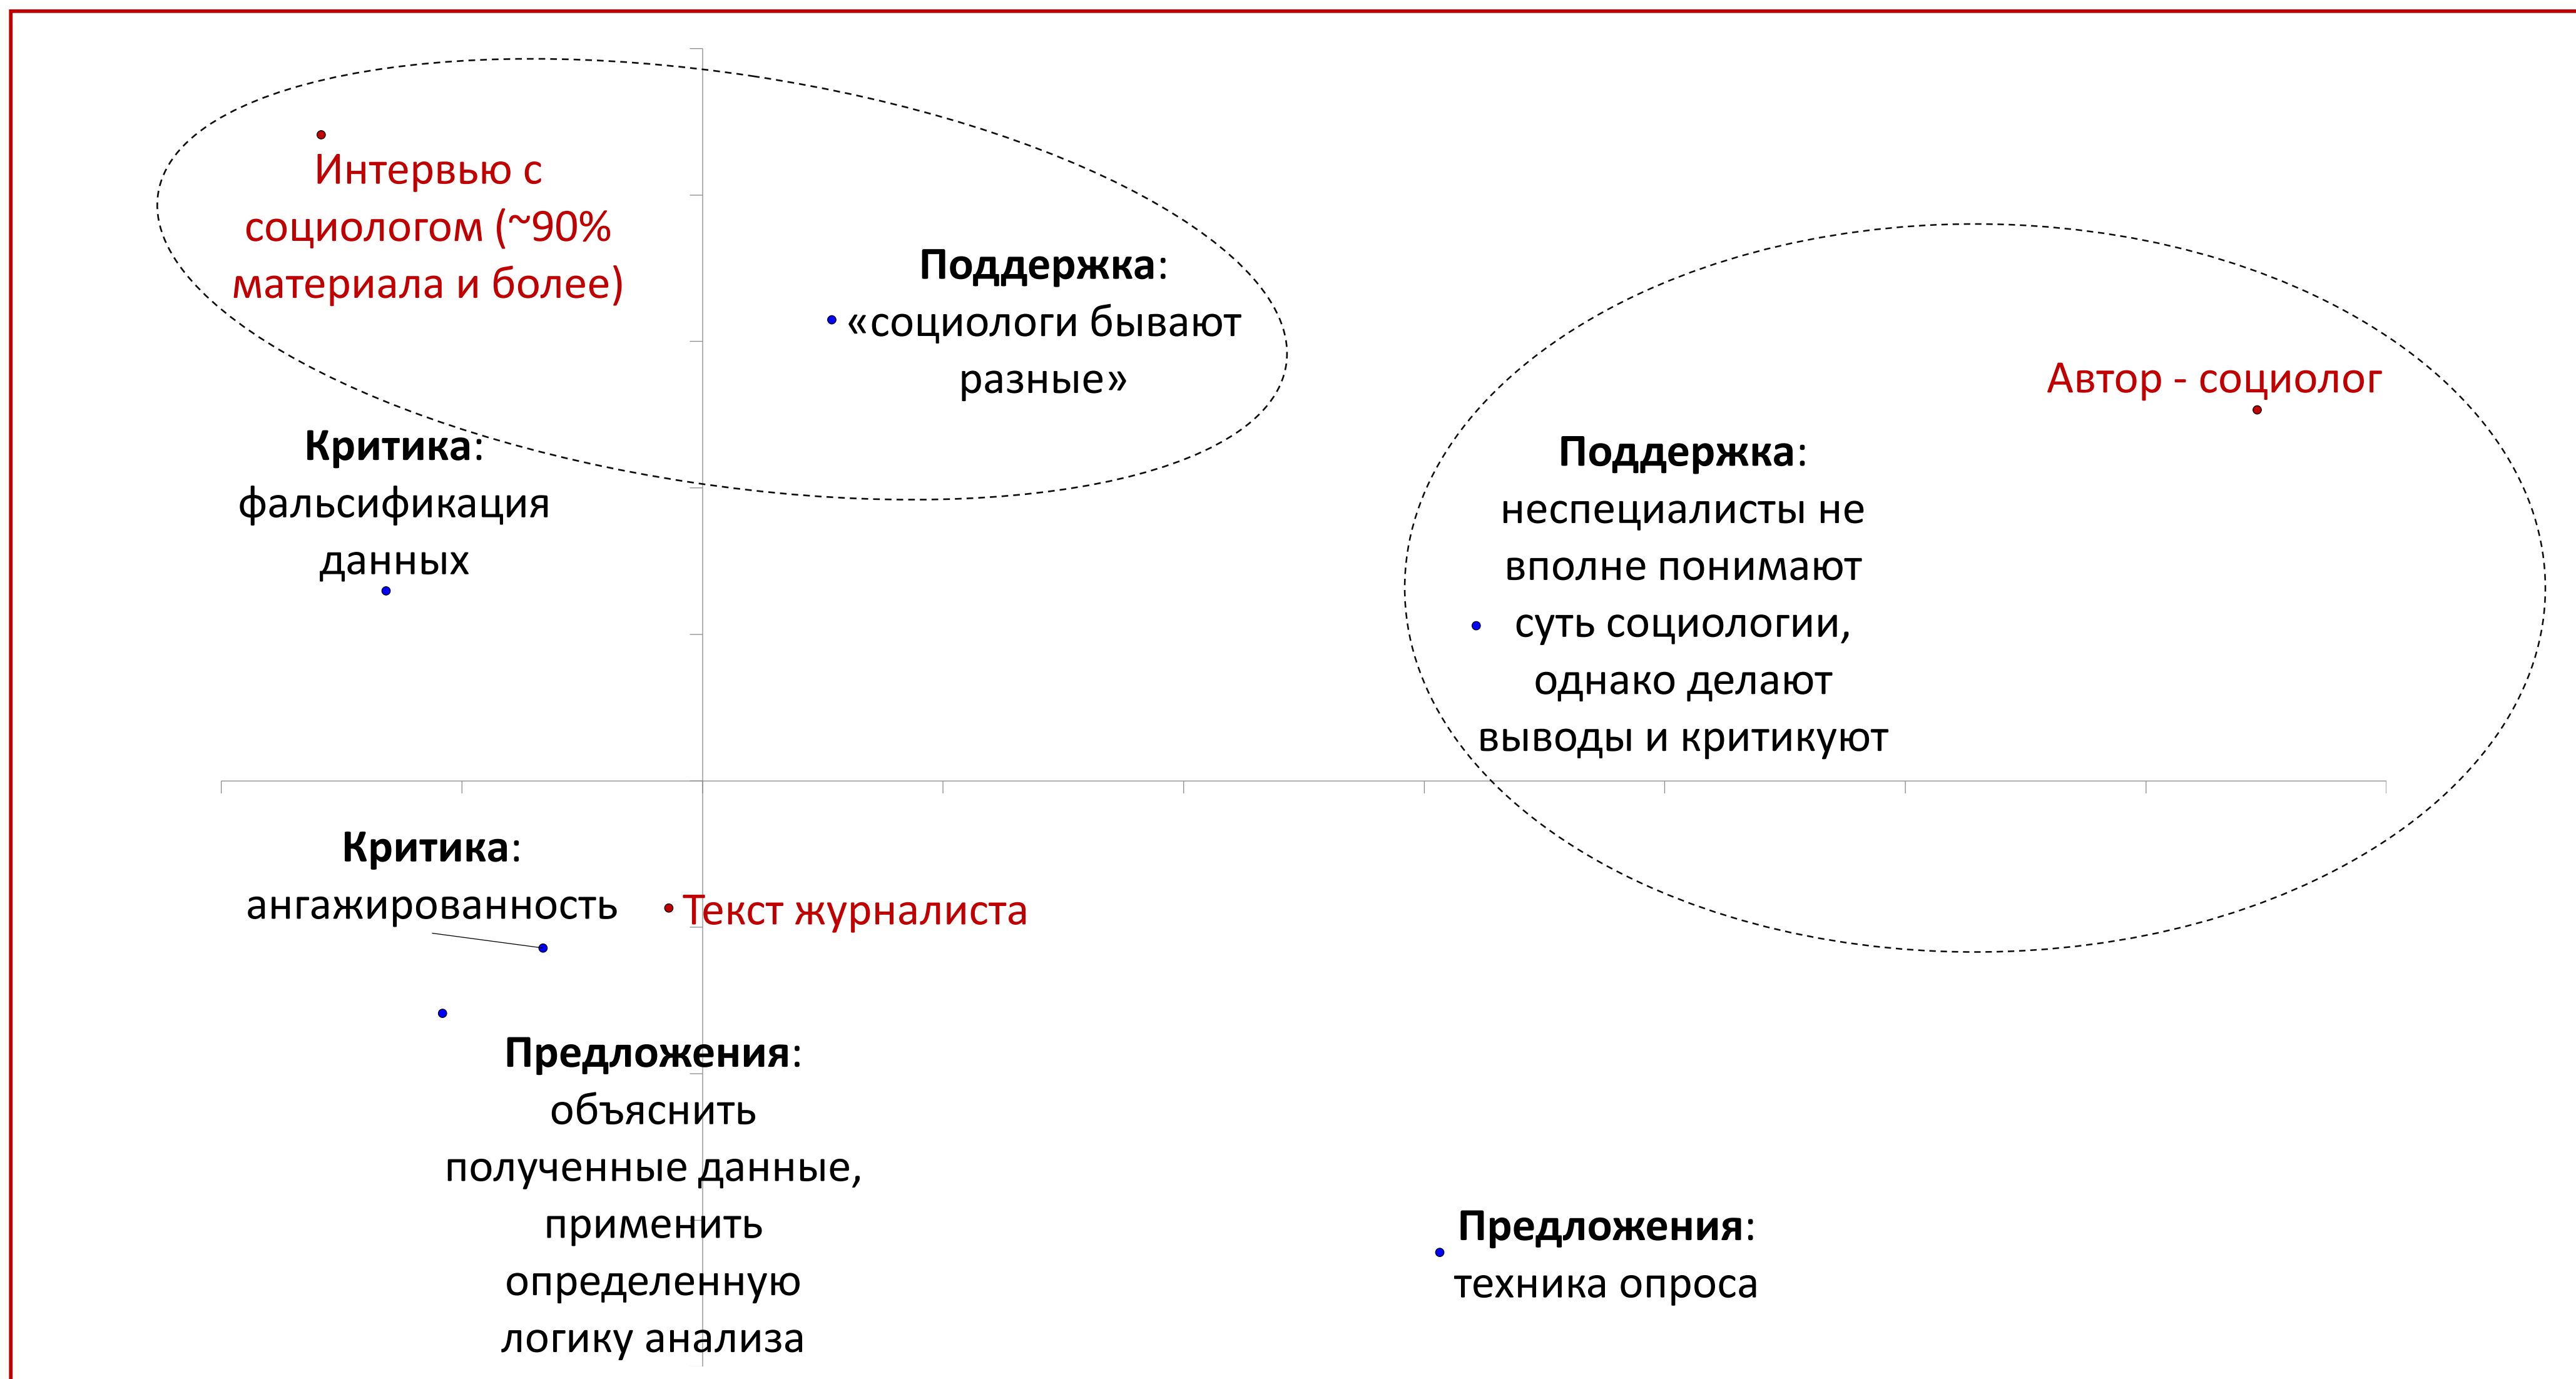 Интервью с
социологом (~90%
материала и более)
Поддержка:
«социологи бывают
разные»
Автор - социолог
Критика:
фальсификация
данных
Поддержка:
неспециалисты не
вполне понимают
суть социологии,
однако делают
выводы и критикуют
Критика:
ангажированность
Текст журналиста
Предложения:
объяснить
полученные данные,
применить
определенную
логику анализа
Предложения:
техника опроса